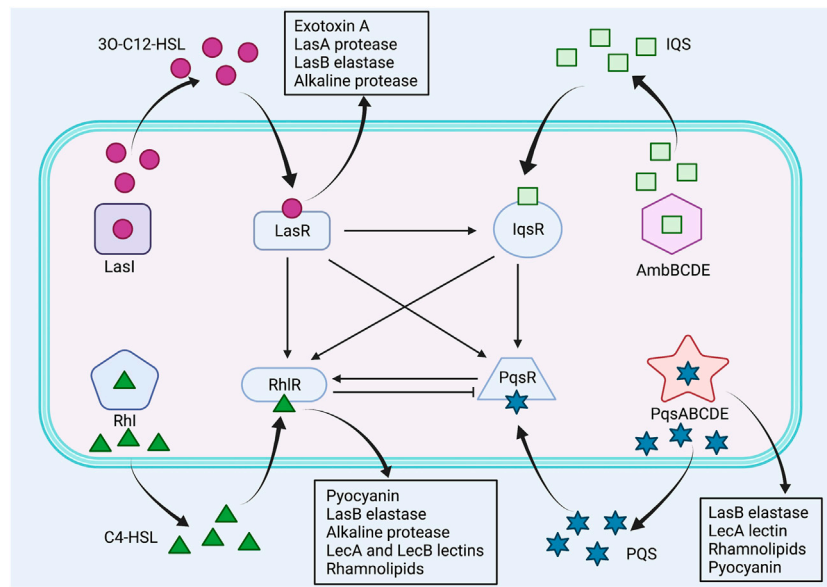 3O-C12-HSL
Exotoxin A
LasA protease
LasB elastase
Alkaline protease
IQS
LasR
IqsR
LasI
AmbBCDE
RhlR
PqsR
RhI
PqsABCDE
C4-HSL
Pyocyanin
LasB elastase
Alkaline protease
LecA and LecB lectins
Rhamnolipids
PQS
LasB elastase
LecA lectin
Rhamnolipids
Pyocyanin